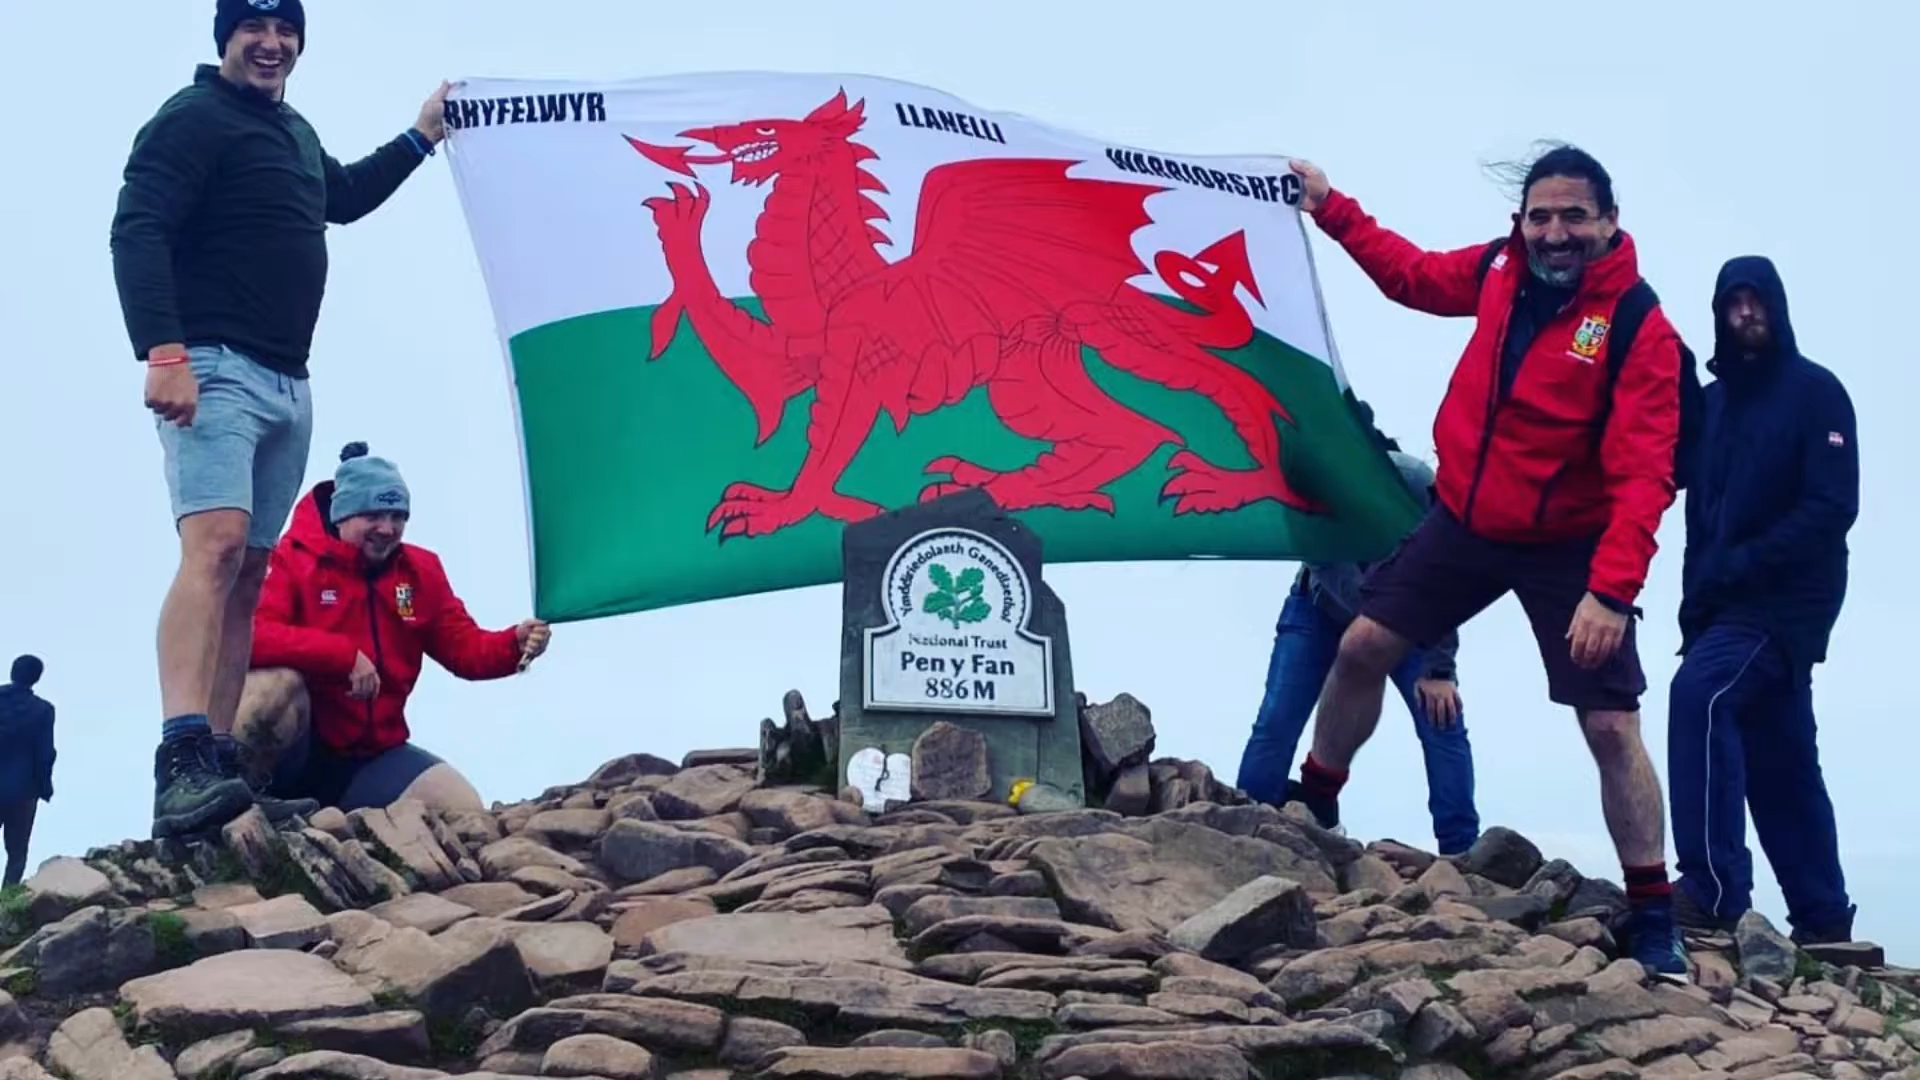 RHYFELWYR
LLANELLI
WARRIORSRFC
Ymddiriedolaeth Genedlaethol
National Trust
Pen y Fan
886M